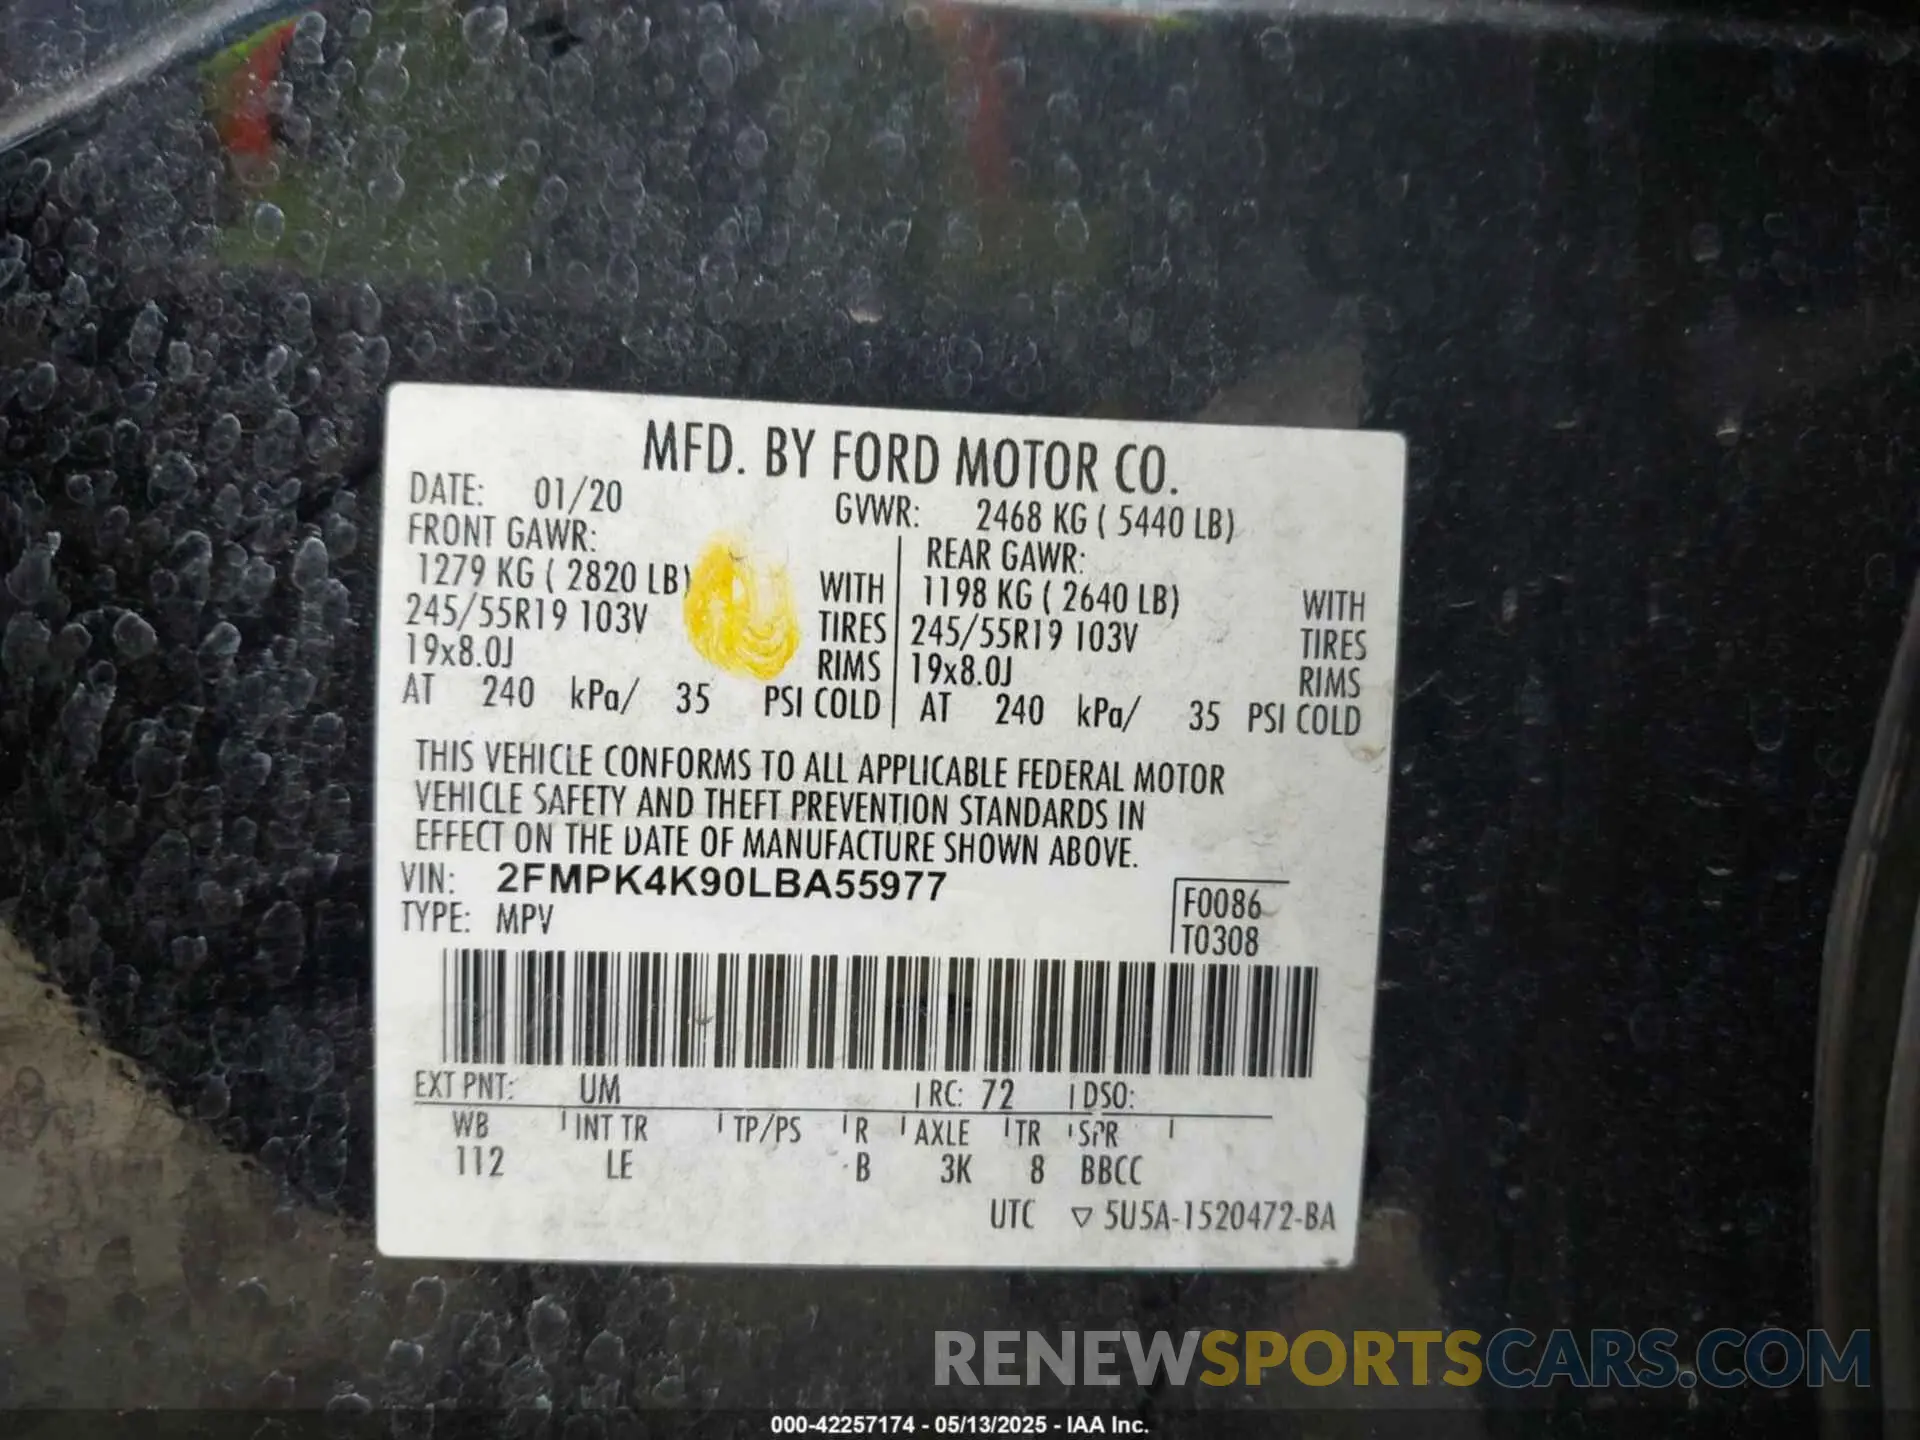 MFD. BY FORD MOTOR CO.
DATE: 01/20 GVWR: 2468 KG ( 5440 LB)
FRONT GAWR: REAR GAWR:
1279 KG ( 2820 LB) WITH 1198 KG ( 2640 LB) WITH
245/55R19 103V TIRES 245/55R19 103V TIRES
19x8.0J RIMS 19x8.0J RIMS
AT 240 kPa/ 35 PSI COLD AT 240 kPa/ 35 PSI COLD
THIS VEHICLE CONFORMS TO ALL APPLICABLE FEDERAL MOTOR
VEHICLE SAFETY AND THEFT PREVENTION STANDARDS IN
EFFECT ON THE DATE OF MANUFACTURE SHOWN ABOVE.
VIN: 2FMPK4K90LBA55977
TYPE: MPV
F0086
T0308
EXT PNT: UM RC: 72 DSO:
WB INT TR TP/PS R AXLE TR SPR
112 LE B 3K 8 BBCC
UTC ▽ 5U5A-1520472-BA
RENEWSPORTSCARS.COM
000-42257174 - 05/13/2025 - IAA Inc.